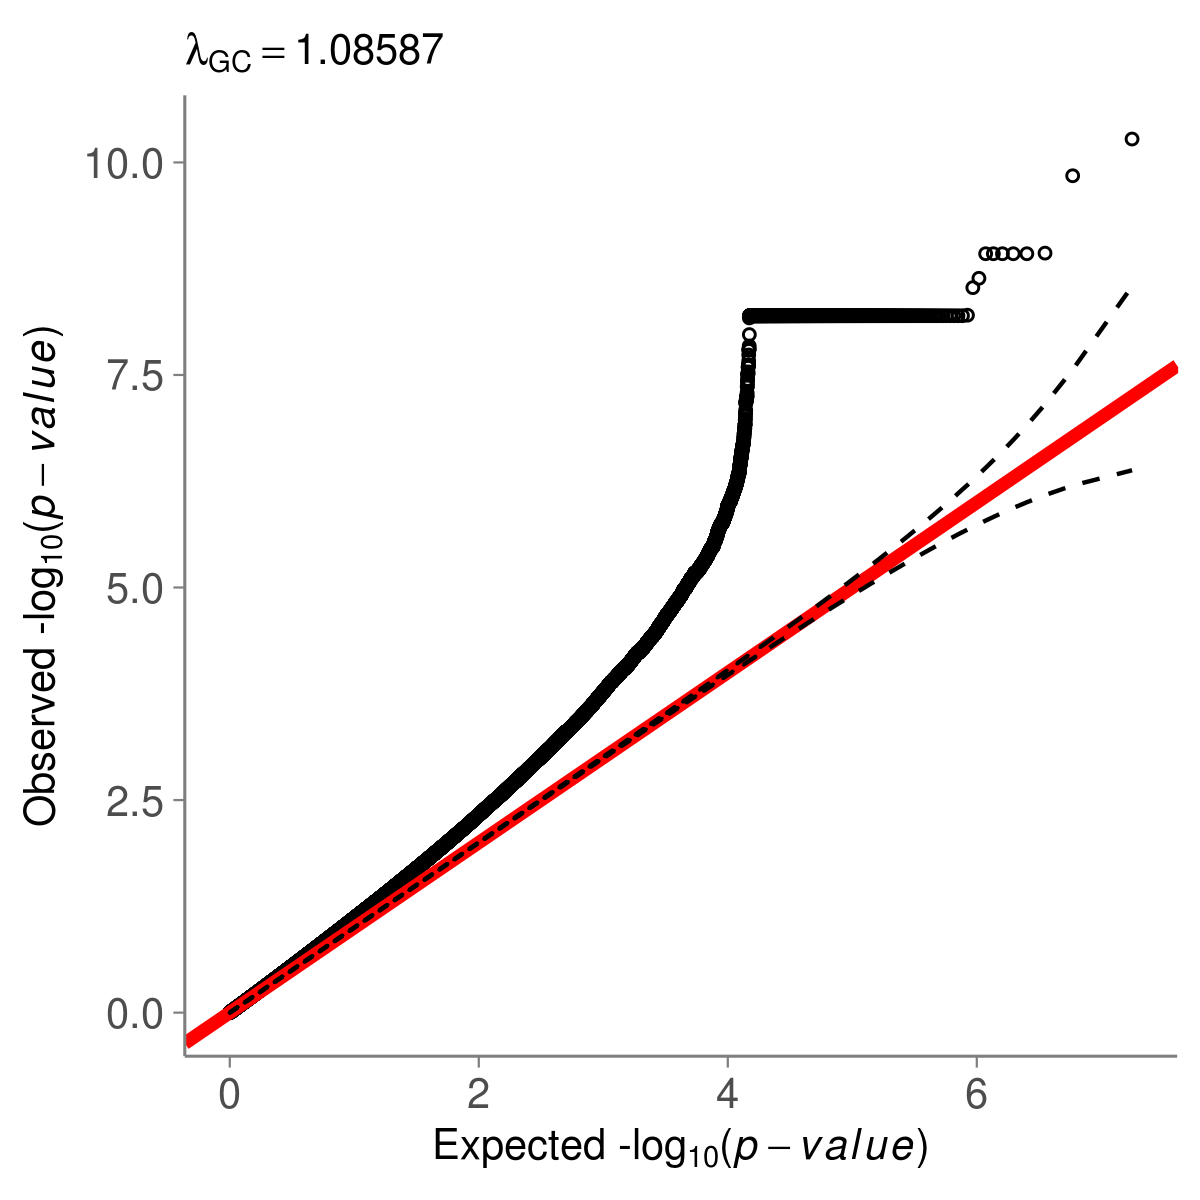 λGC = 1.08587
10.0
7.5
5.0
2.5
0.0
Observed -log10(p − value)
0 2 4 6
Expected -log10(p − value)